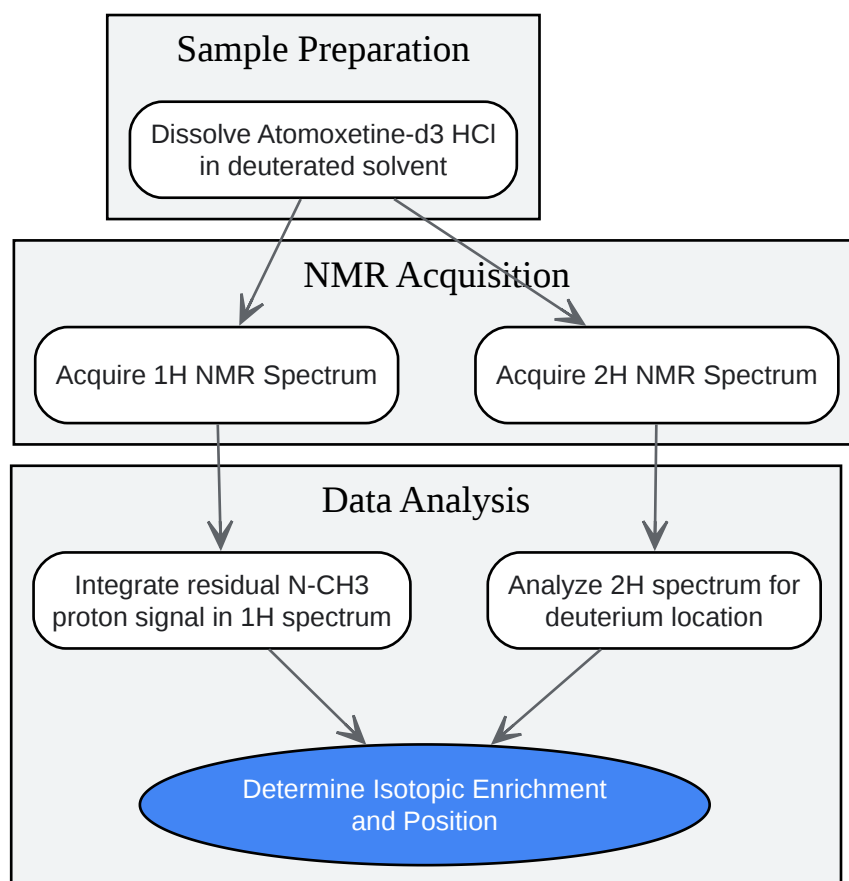 Sample Preparation
Dissolve Atomoxetine-d3 HCl
in deuterated solvent
NMR Acquisition
Acquire 1H NMR Spectrum
Acquire 2H NMR Spectrum
Data Analysis
Integrate residual N-CH3
proton signal in 1H spectrum
Analyze 2H spectrum for
deuterium location
Determine Isotopic Enrichment
and Position